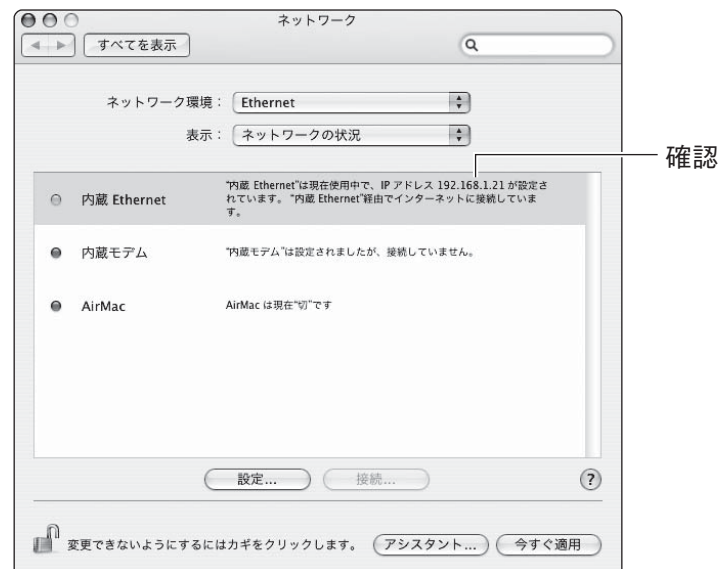 ネットワーク
すべてを表示
ネットワーク環境： Ethernet
表示： ネットワークの状況
確認
内蔵 Ethernet
“内蔵 Ethernet”は現在使用中で、IP アドレス 192.168.1.21 が設定さ
れています。 “内蔵 Ethernet”経由でインターネットに接続していま
す。
内蔵モデム
“内蔵モデム”は設定されましたが、接続していません。
AirMac
AirMac は現在“切”です
設定...
接続...
?
変更できないようにするにはカギをクリックします。
アシスタント...
今すぐ適用